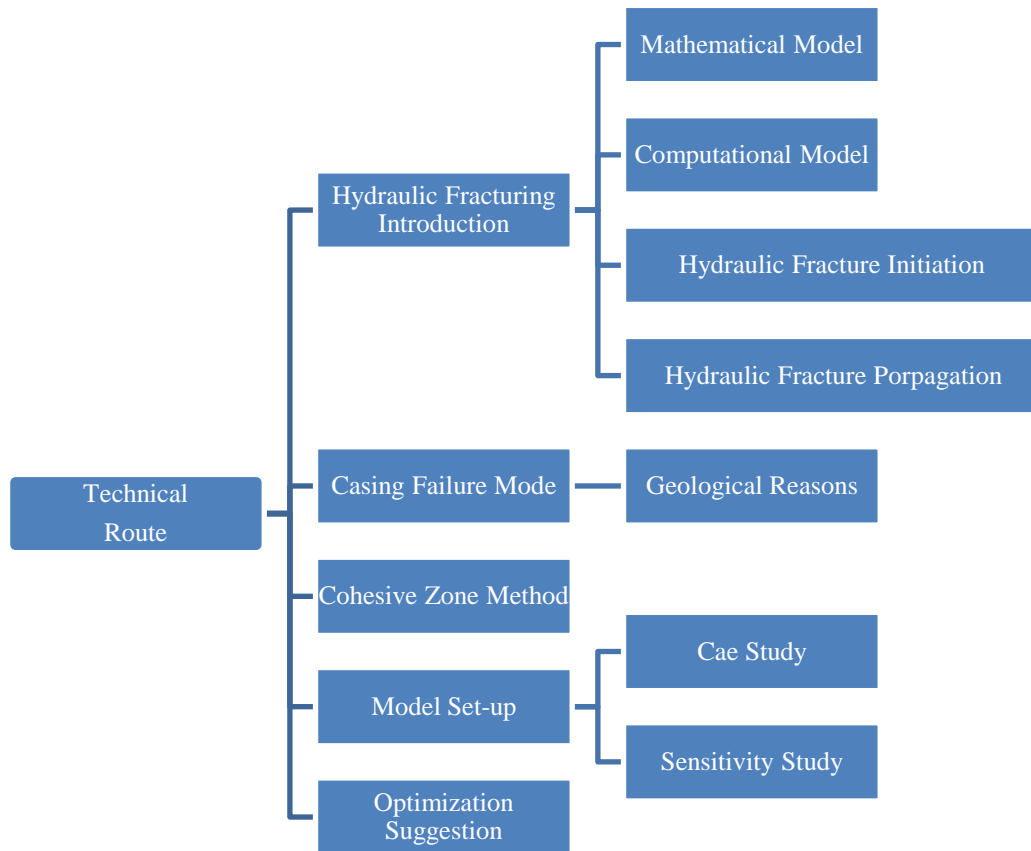 Technical
Route
Hydraulic Fracturing
Introduction
Mathematical Model
Computational Model
Hydraulic Fracture Initiation
Hydraulic Fracture Porpagation
Casing Failure Mode
Geological Reasons
Cohesive Zone Method
Model Set-up
Cae Study
Sensitivity Study
Optimization
Suggestion